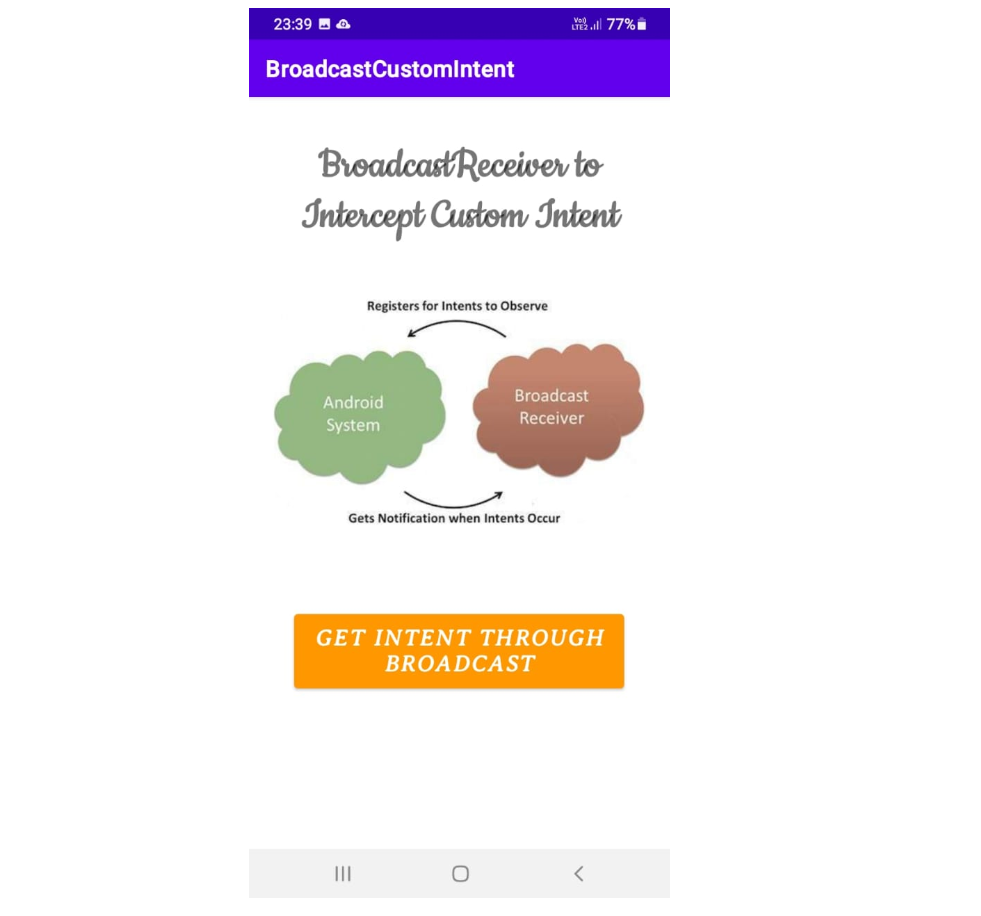 23:39 Vo)) LTE2 77%
BroadcastCustomIntent
BroadcastReceiver to
Intercept Custom Intent
Registers for Intents to Observe
Android
System
Broadcast
Receiver
Gets Notification when Intents Occur
GET INTENT THROUGH
BROADCAST